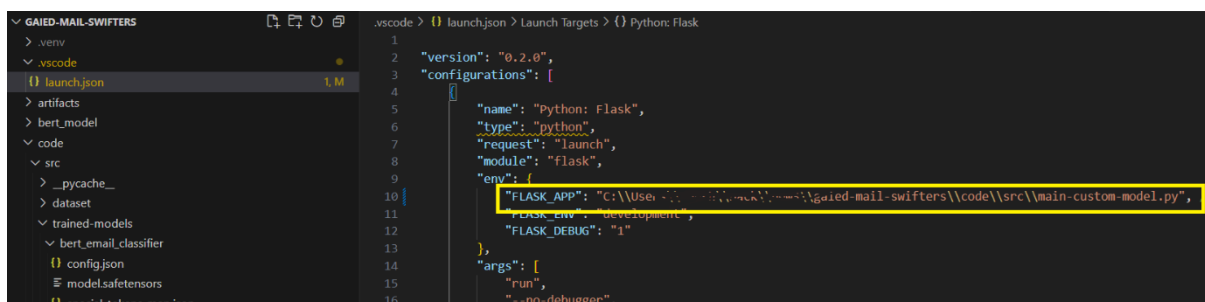 GAIED-MAIL-SWIFTERS
> .venv
.vscode
{} launch.json 1, M
> artifacts
> bert_model
code
src
> __pycache__
> dataset
trained-models
bert_email_classifier
{} config.json
model.safetensors
.vscode > {} launch.json > Launch Targets > {} Python: Flask
1
2 "version": "0.2.0",
3 "configurations": [
4 {
5 "name": "Python: Flask",
6 "type": "python",
7 "request": "launch",
8 "module": "flask",
9 "env": {
10 "FLASK_APP": "C:\\User \\gaied-mail-swifters\\code\\src\\main-custom-model.py",
11 "FLASK_ENV": "development",
12 "FLASK_DEBUG": "1"
13 },
14 "args": [
15 "run",
16 "--no-debugger"